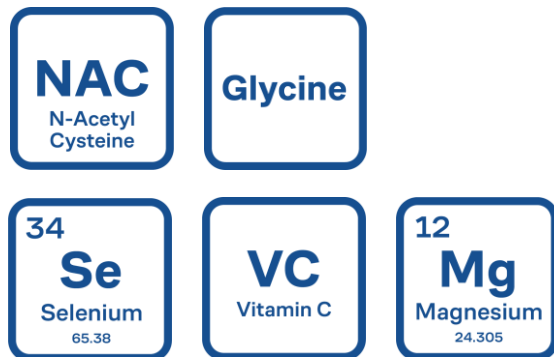 NAC
N-Acetyl
Cysteine
Glycine
34
Se
Selenium
65.38
VC
Vitamin C
12
Mg
Magnesium
24.305